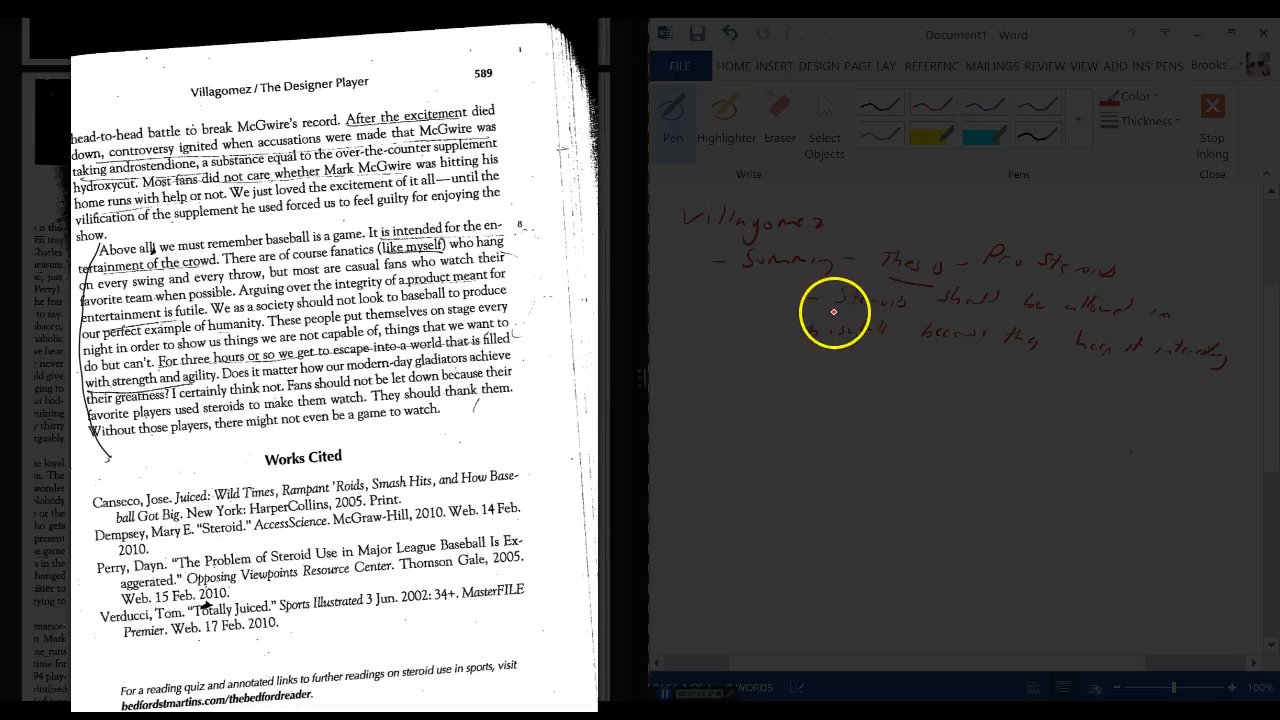 Villagomez / The Designer Player
589
head-to-head battle to break McGwire's record. After the excitement died
down, controversy ignited when accusations were made that McGwire was
taking androstendione, a substance equal to the over-the-counter supplement
hydroxycut. Most fans did not care whether Mark McGwire was hitting his
home runs with help or not. We just loved the excitement of it all—until the
vilification of the supplement he used forced us to feel guilty for enjoying the
show.
Above all, we must remember baseball is a game. It is intended for the en-
8
tertainment of the crowd. There are of course fanatics (like myself) who hang
on every swing and every throw, but most are casual fans who watch their
favorite team when possible. Arguing over the integrity of a product meant for
entertainment is futile. We as a society should not look to baseball to produce
our perfect example of humanity. These people put themselves on stage every
night in order to show us things we are not capable of, things that we want to
do but can't. For three hours or so we get to escape into a world that is filled
with strength and agility. Does it matter how our modern-day gladiators achieve
their greatness? I certainly think not. Fans should not be let down because their
favorite players used steroids to make them watch. They should thank them.
Without those players, there might not even be a game to watch.
Works Cited
Canseco, Jose. Juiced: Wild Times, Rampant 'Roids, Smash Hits, and How Base-
ball Got Big. New York: HarperCollins, 2005. Print.
Dempsey, Mary E. "Steroid." AccessScience. McGraw-Hill, 2010. Web. 14 Feb.
2010.
Perry, Dayn. "The Problem of Steroid Use in Major League Baseball Is Ex-
aggerated." Opposing Viewpoints Resource Center. Thomson Gale, 2005.
Web. 15 Feb. 2010.
Verducci, Tom. "Totally Juiced." Sports Illustrated 3 Jun. 2002: 34+. MasterFILE
Premier. Web. 17 Feb. 2010.
For a reading quiz and annotated links to further readings on steroid use in sports, visit
bedfordstmartins.com/thebedfordreader.
Document1 Word
FILE HOME INSERT DESIGN PAGE LAY REFERENC MAILINGS REVIEW VIEW ADD INS PENS Brooks...
Pen Highlighter Eraser Select Objects
Color
Thickness
Stop Inking
Write Pens Close
Villagomez
- Summary - Thesis - Pro Steroids
- Steroids should be allowed in
because they keep it
WORDS
100%